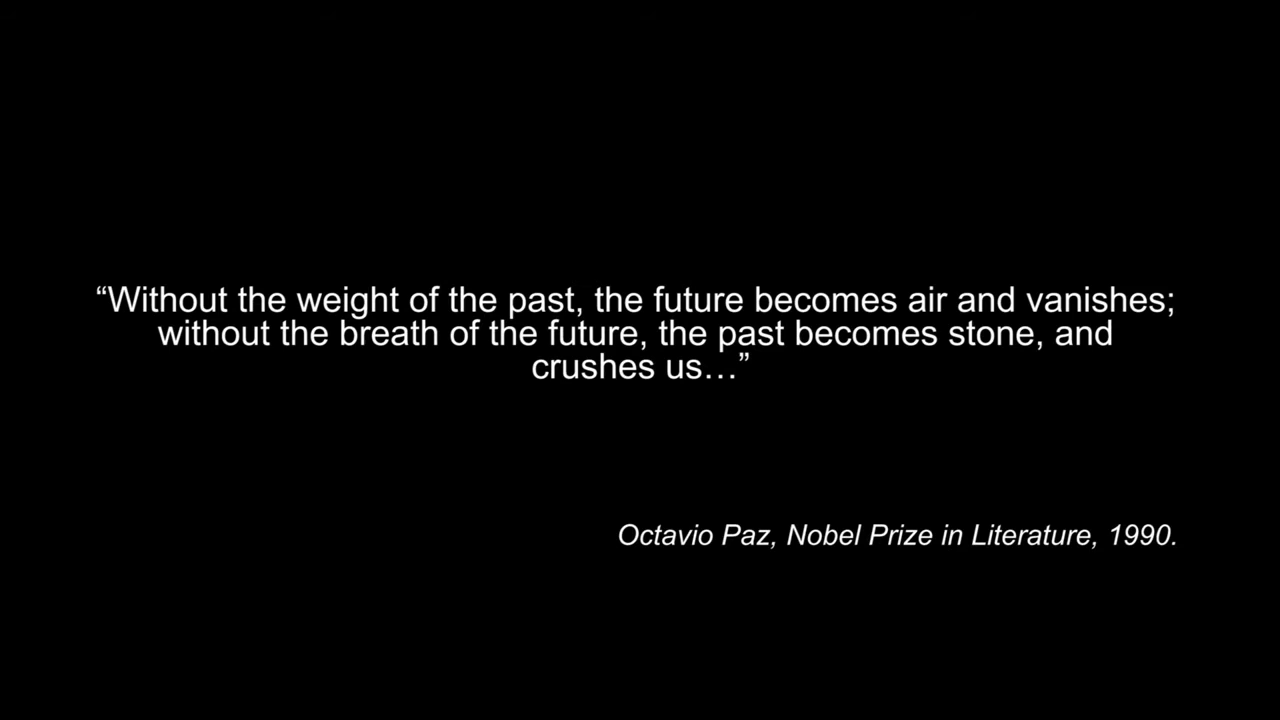 “Without the weight of the past, the future becomes air and vanishes;
without the breath of the future, the past becomes stone, and
crushes us…”
Octavio Paz, Nobel Prize in Literature, 1990.